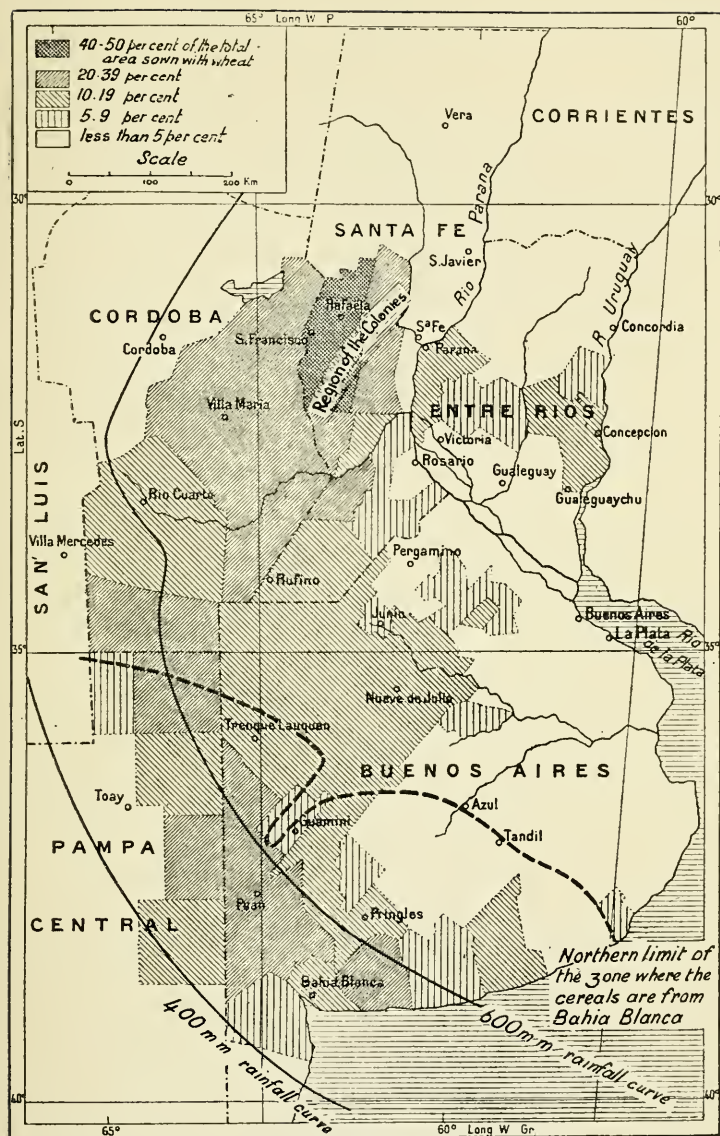 65° Long W P
60°
40-50 per cent of the total
area sown with wheat
20.39 per cent
10.19 per cent
5.9 per cent
less than 5 per cent
Scale
0 100 200 Km
Vera
CORRIENTES
30°
30°
SANTA FE
Rio Parana
S. Javier
R. Uruguay
CORDOBA
Cordoba
Rafaela
S. Francisco
Region of the Colonies
Sa Fe
Parana
Concordia
Villa Maria
ENTRE RIOS
Lat. S
Victoria
Concepcion
Rosario
Gualeguay
Gualeguaychu
SAN LUIS
Rio Cuarto
Villa Mercedes
Pergamino
Rufino
Junin
Buenos Aires
La Plata
Rio de la Plata
35°
35°
Nueve de Julio
Trenque Lauquen
BUENOS AIRES
Toay
Guamini
Azul
Tandil
PAMPA
CENTRAL
Puan
Pringles
Bahia Blanca
Northern limit of
the zone where the
cereals are from
Bahia Blanca
400 mm rainfall curva
600 mm rainfall curve
40°
40°
65°
60° Long W Gr.